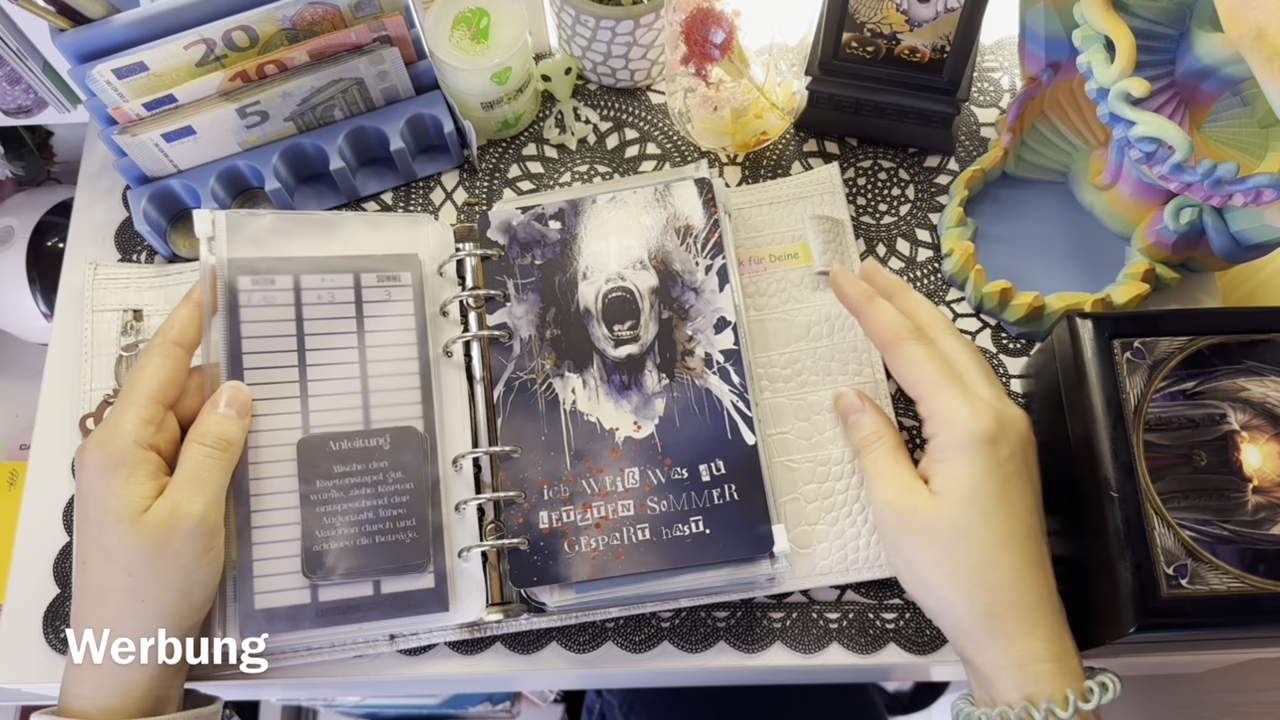 20
10
5
k für Deine
SUMME
+3
3
Anleitung
Mische den
Kartenstapel gut,
würfle, ziehe Karten
entsprechend der
Augenzahl, führe
Aktionen durch und
addiere die Beträge.
ich WEiß WAs dU
LETZTEN SoMMER
GEspaRT hAST.
Werbung